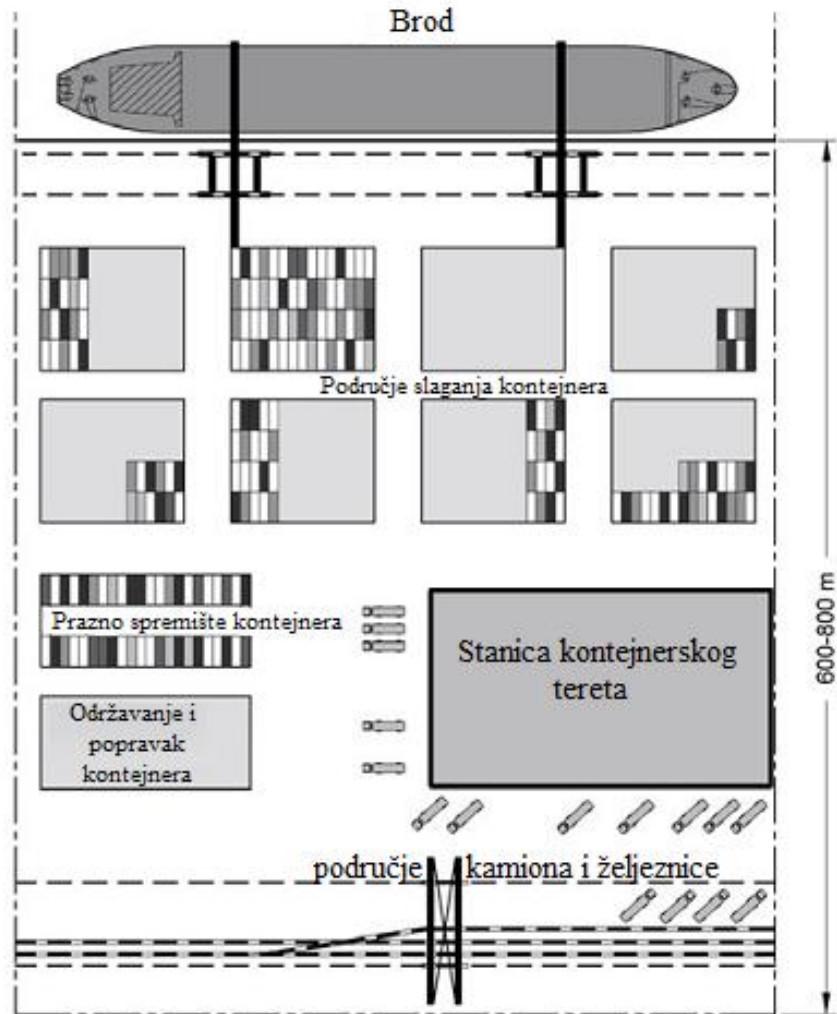 Brod
Područje slaganja kontejnera
Prazno spremište kontejnera
Stanica kontejnerskog
tereta
Održavanje i
popravak
kontejnera
područje kamiona i željeznice
600-800 m